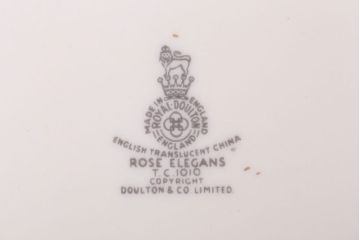 MADE IN ENGLAND
ROYAL·DOULTON
ENGLAND
ENGLISH TRANSLUCENT CHINA
ROSE ELEGANS
T.C.1010
COPYRIGHT
DOULTON & CO LIMITED.